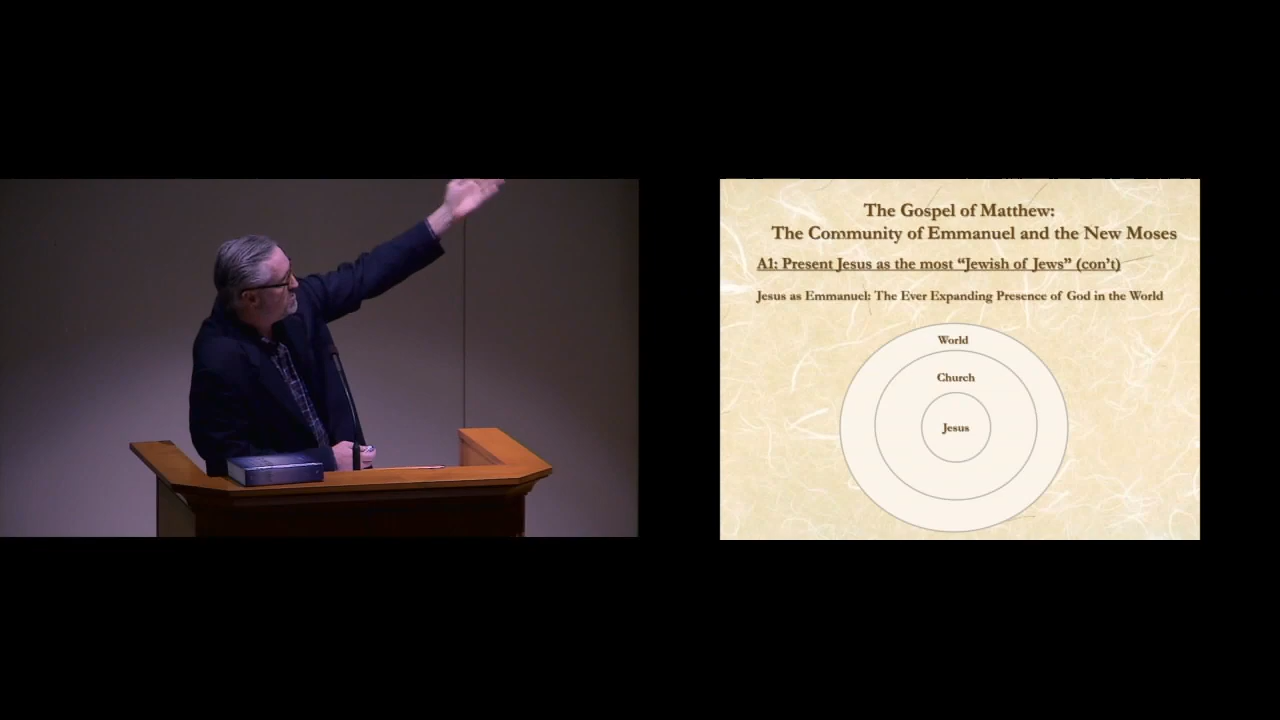 The Gospel of Matthew:
The Community of Emmanuel and the New Moses
A1: Present Jesus as the most “Jewish of Jews” (con’t)
Jesus as Emmanuel: The Ever Expanding Presence of God in the World
World
Church
Jesus